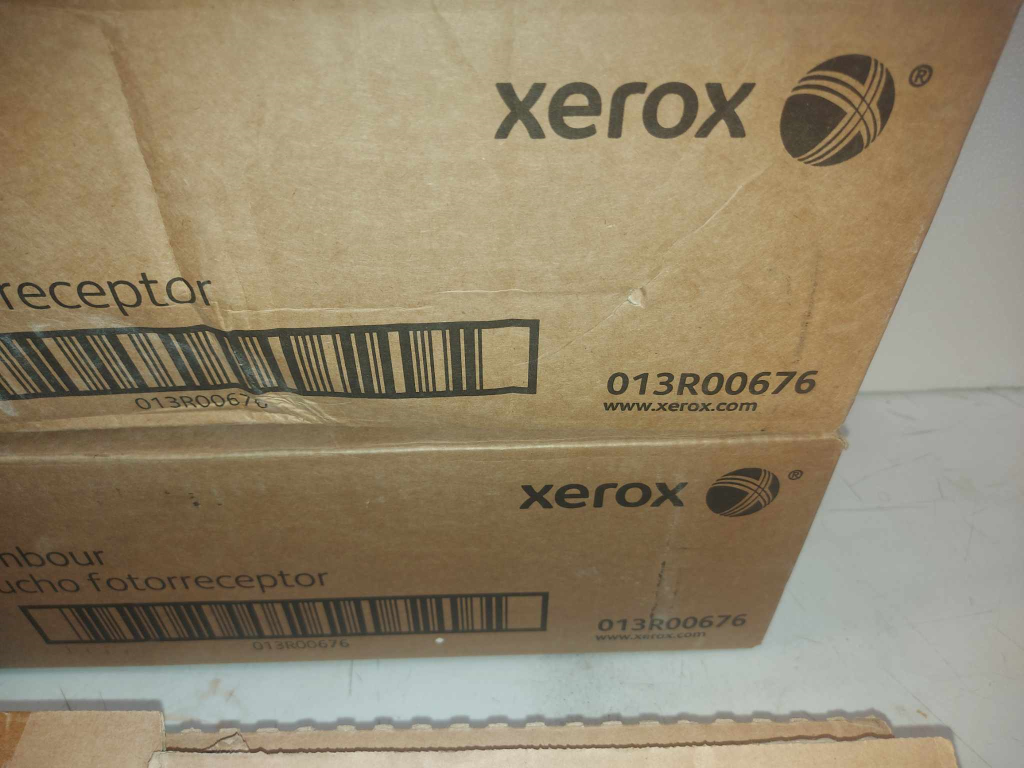 xerox ®
receptor
013R00676
013R00676
www.xerox.com
xerox ®
mbour
ucho fotorreceptor
013R00676
013R00676
www.xerox.com